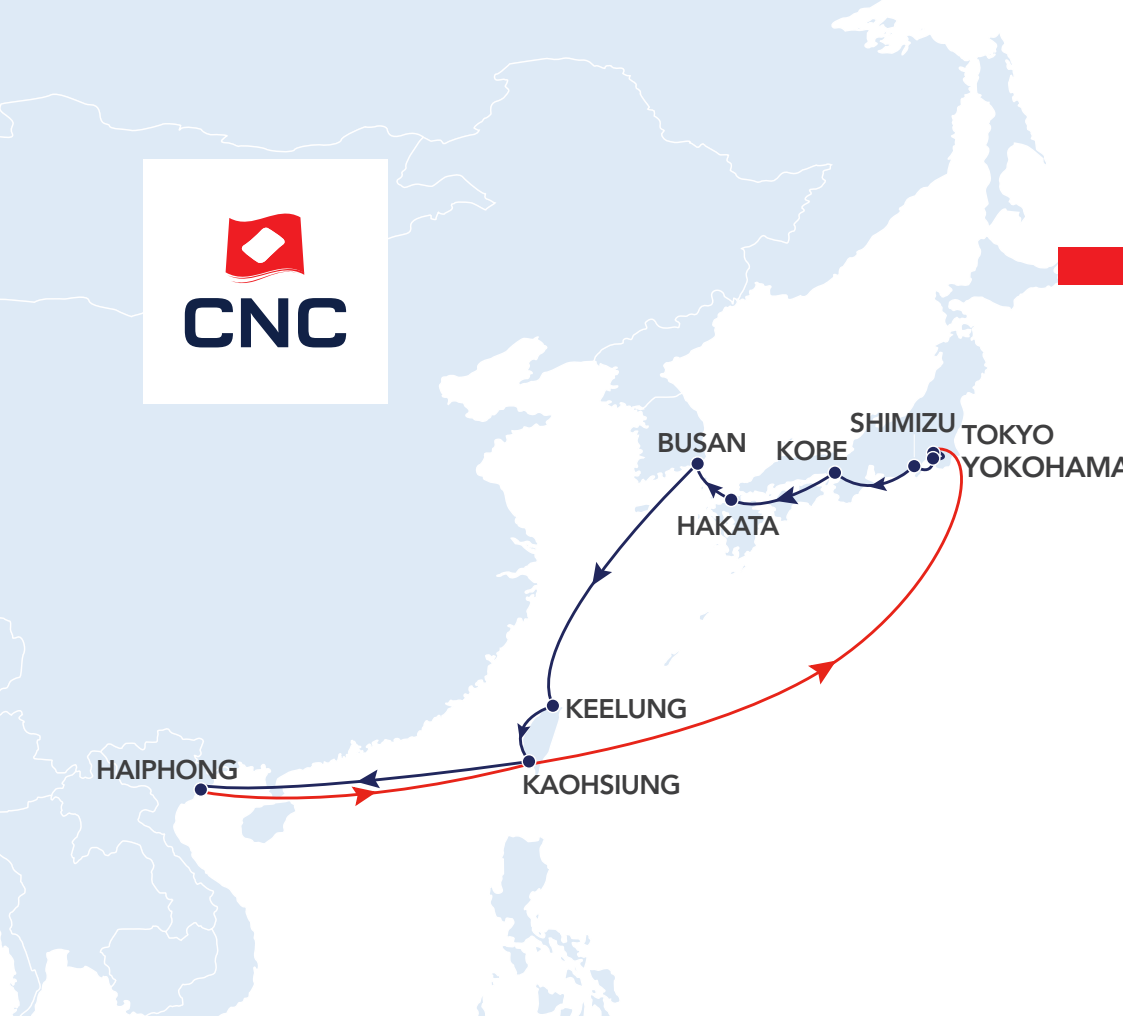 CNC
SHIMIZU
TOKYO
BUSAN
KOBE
YOKOHAMA
HAKATA
KEELUNG
HAIPHONG
KAOHSIUNG